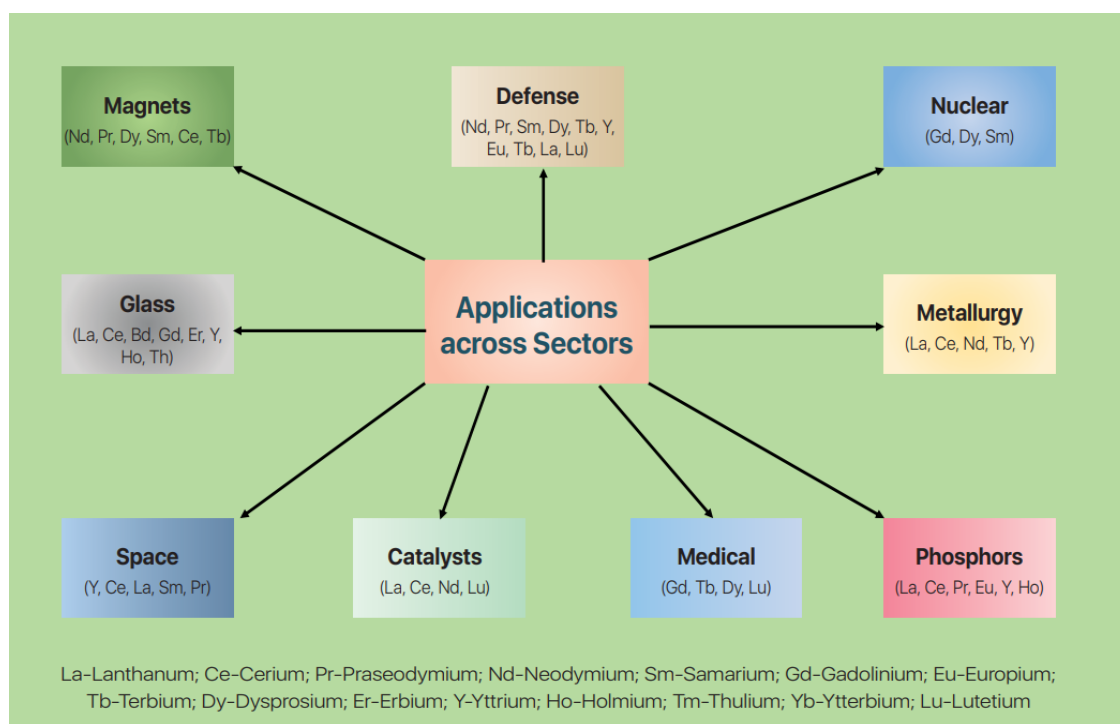 Magnets
(Nd, Pr, Dy, Sm, Ce, Tb)
Defense
(Nd, Pr, Sm, Dy, Tb, Y,
Eu, Tb, La, Lu)
Nuclear
(Gd, Dy, Sm)
Glass
(La, Ce, Bd, Gd, Er, Y,
Ho, Th)
Applications
across Sectors
Metallurgy
(La, Ce, Nd, Tb, Y)
Space
(Y, Ce, La, Sm, Pr)
Catalysts
(La, Ce, Nd, Lu)
Medical
(Gd, Tb, Dy, Lu)
Phosphors
(La, Ce, Pr, Eu, Y, Ho)
La-Lanthanum; Ce-Cerium; Pr-Praseodymium; Nd-Neodymium; Sm-Samarium; Gd-Gadolinium; Eu-Europium;
Tb-Terbium; Dy-Dysprosium; Er-Erbium; Y-Yttrium; Ho-Holmium; Tm-Thulium; Yb-Ytterbium; Lu-Lutetium